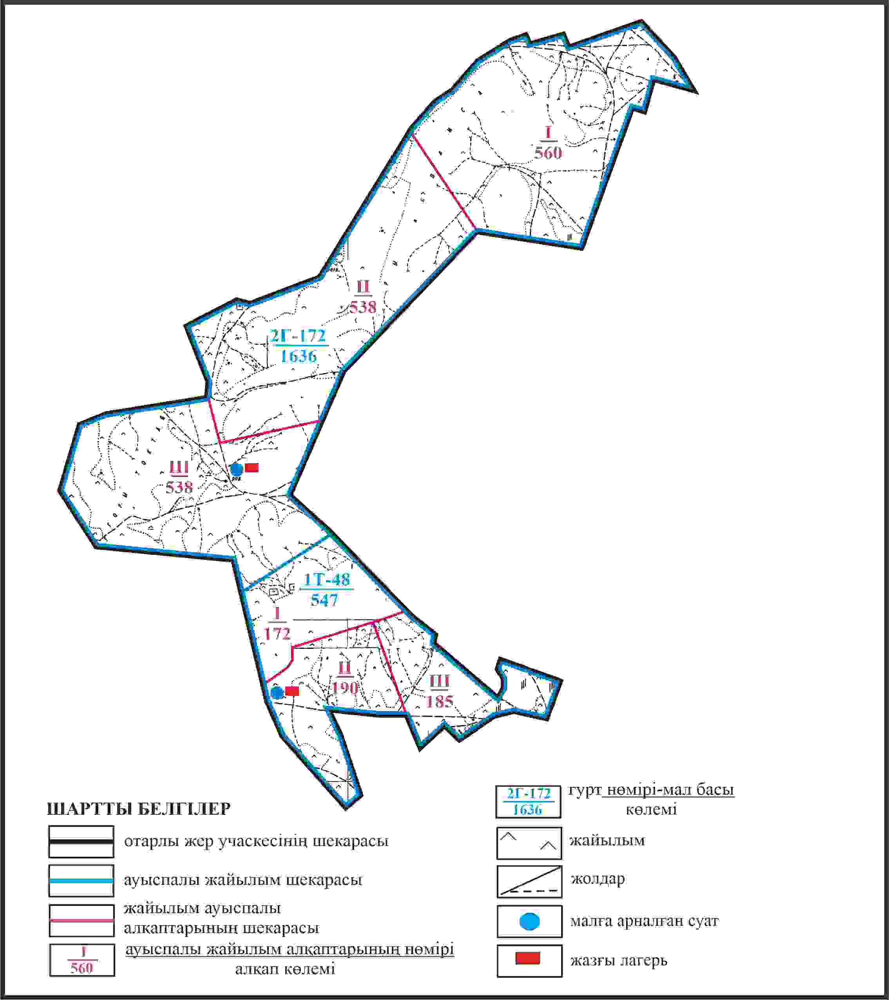 I
560
II
538
2Г-172
1636
III
538
1Т-48
547
I
172
II
190
III
185
ШАРТТЫ БЕЛГІЛЕР
отарлы жер учаскесінің шекарасы
ауыспалы жайылым шекарасы
жайылым ауыспалы
алқаптарының шекарасы
I
560
ауыспалы жайылым алқаптарының нөмірі
алқап көлемі
2Г-172
1636
гурт нөмірі-мал басы
көлемі
жайылым
жолдар
малға арналған суат
жазғы лагерь